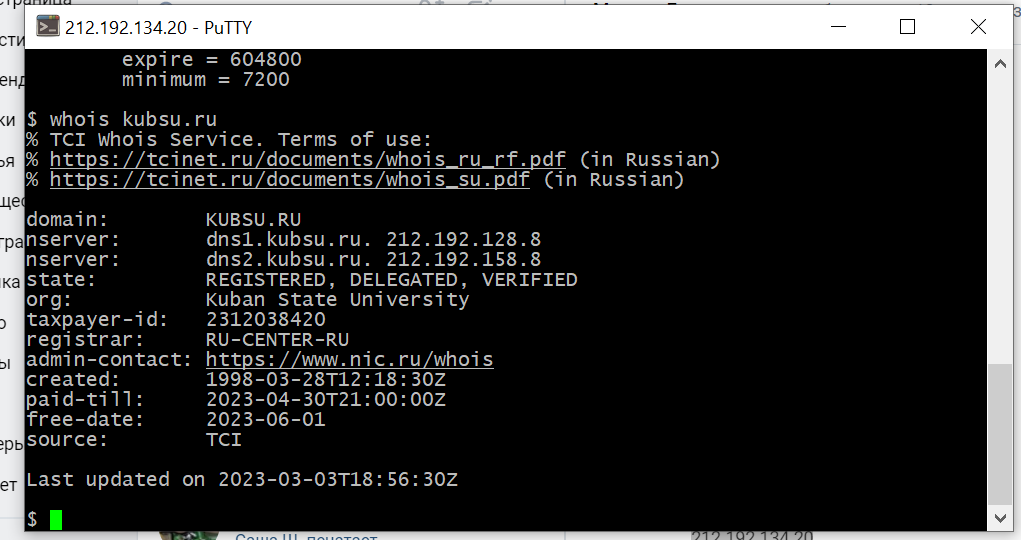 212.192.134.20 - PuTTY
expire = 604800
minimum = 7200
$ whois kubsu.ru
% TCI Whois Service. Terms of use:
% https://tcinet.ru/documents/whois_ru_rf.pdf (in Russian)
% https://tcinet.ru/documents/whois_su.pdf (in Russian)
domain: KUBSU.RU
nserver: dns1.kubsu.ru. 212.192.128.8
nserver: dns2.kubsu.ru. 212.192.158.8
state: REGISTERED, DELEGATED, VERIFIED
org: Kuban State University
taxpayer-id: 2312038420
registrar: RU-CENTER-RU
admin-contact: https://www.nic.ru/whois
created: 1998-03-28T12:18:30Z
paid-till: 2023-04-30T21:00:00Z
free-date: 2023-06-01
source: TCI
Last updated on 2023-03-03T18:56:30Z
$
212.192.134.20